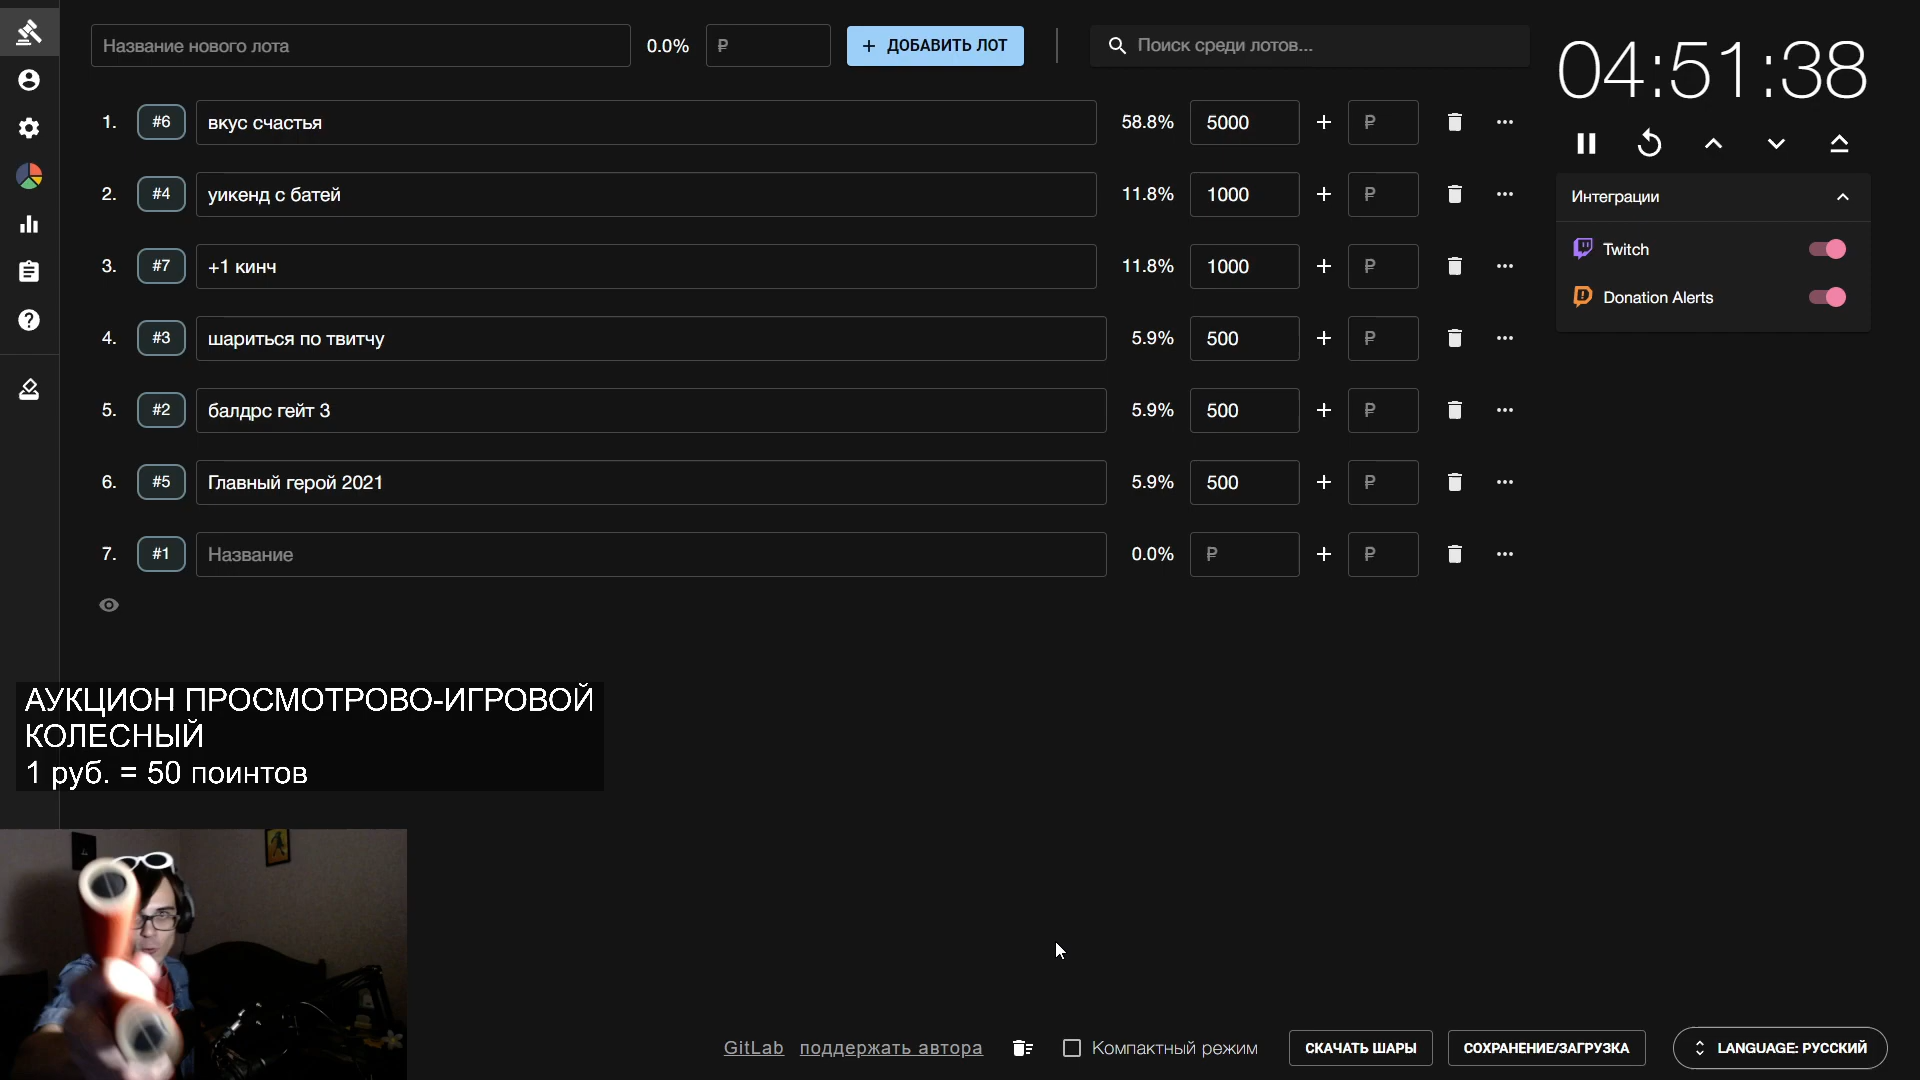 Название нового лота 0.0% ₽ + ДОБАВИТЬ ЛОТ Поиск среди лотов... 04:51:38
1. #6 вкус счастья 58.8% 5000 + ₽
2. #4 уикенд с батей 11.8% 1000 + ₽
3. #7 +1 кинч 11.8% 1000 + ₽
4. #3 шариться по твитчу 5.9% 500 + ₽
5. #2 балдрс гейт 3 5.9% 500 + ₽
6. #5 Главный герой 2021 5.9% 500 + ₽
7. #1 Название 0.0% ₽ + ₽
Интеграции
Twitch
Donation Alerts
АУКЦИОН ПРОСМОТРОВО-ИГРОВОЙ
КОЛЕСНЫЙ
1 руб. = 50 поинтов
GitLab поддержать автора Компактный режим СКАЧАТЬ ШАРЫ СОХРАНЕНИЕ/ЗАГРУЗКА LANGUAGE: РУССКИЙ